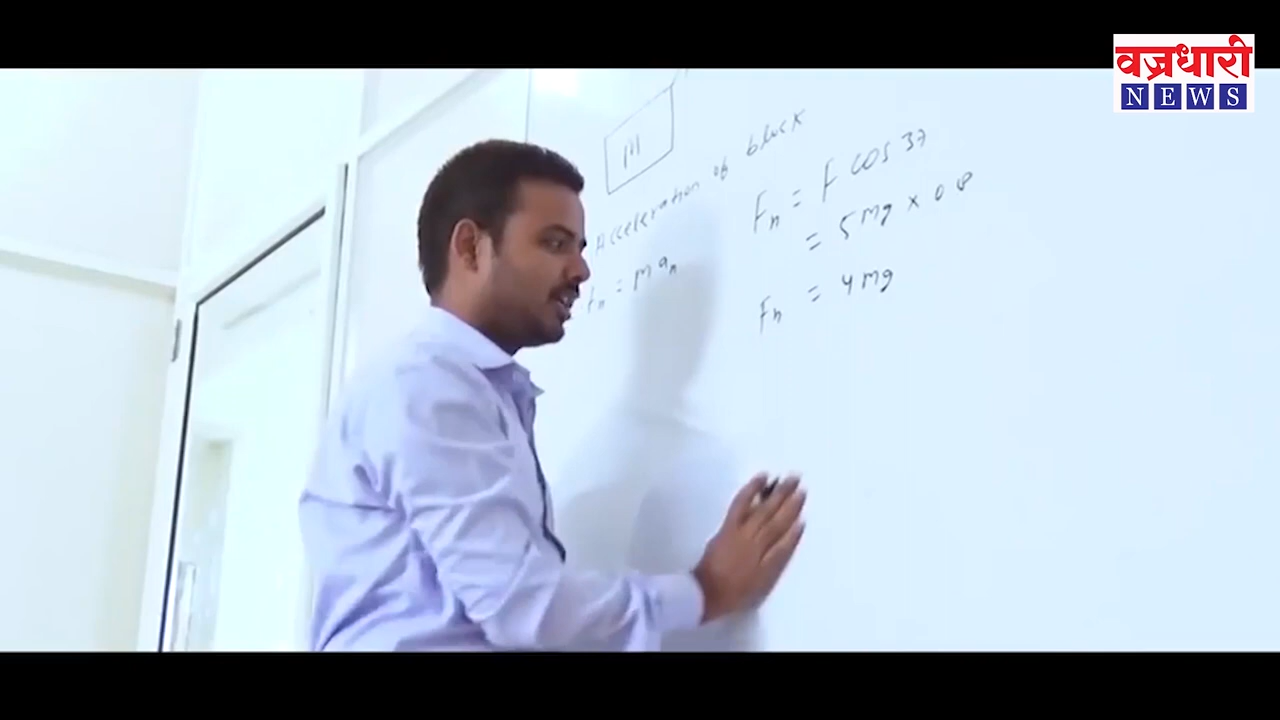 वज्रधारी
NEWS
M
Acceleration of block
Fn = Man
Fn = F cos 37
= 5mg × 0.8
Fn = 4mg